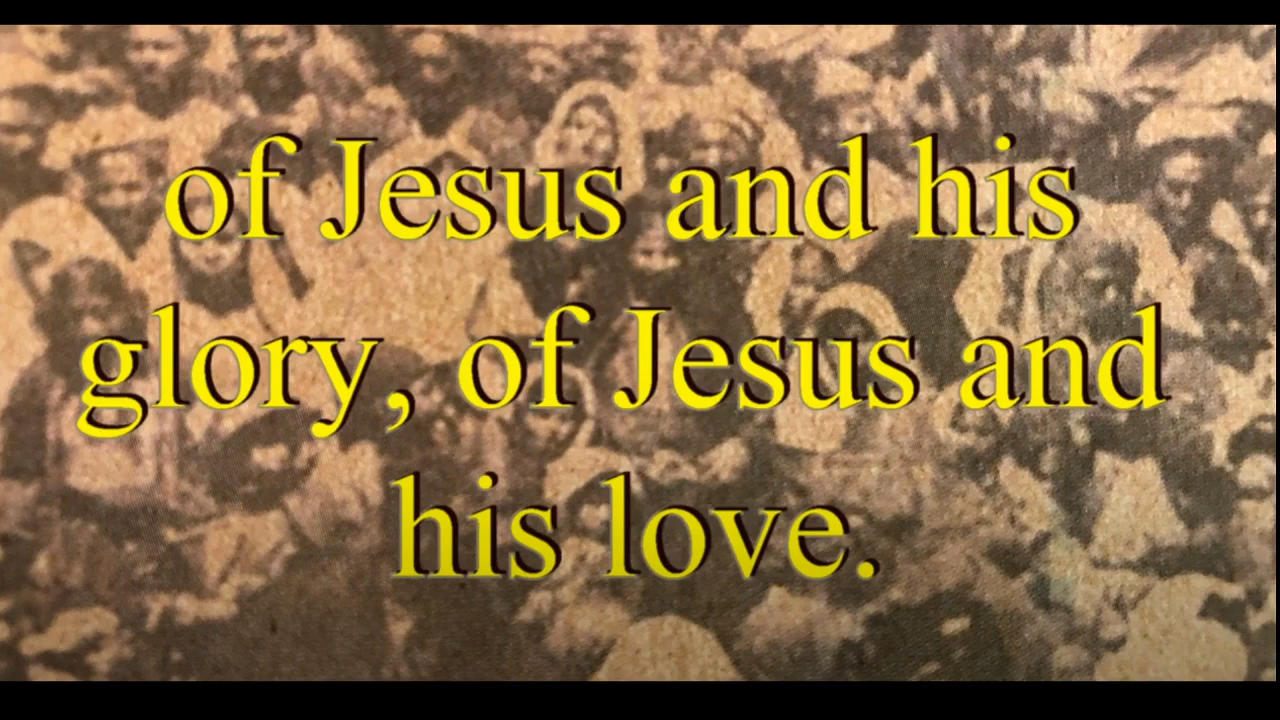 of Jesus and his
glory, of Jesus and
his love.